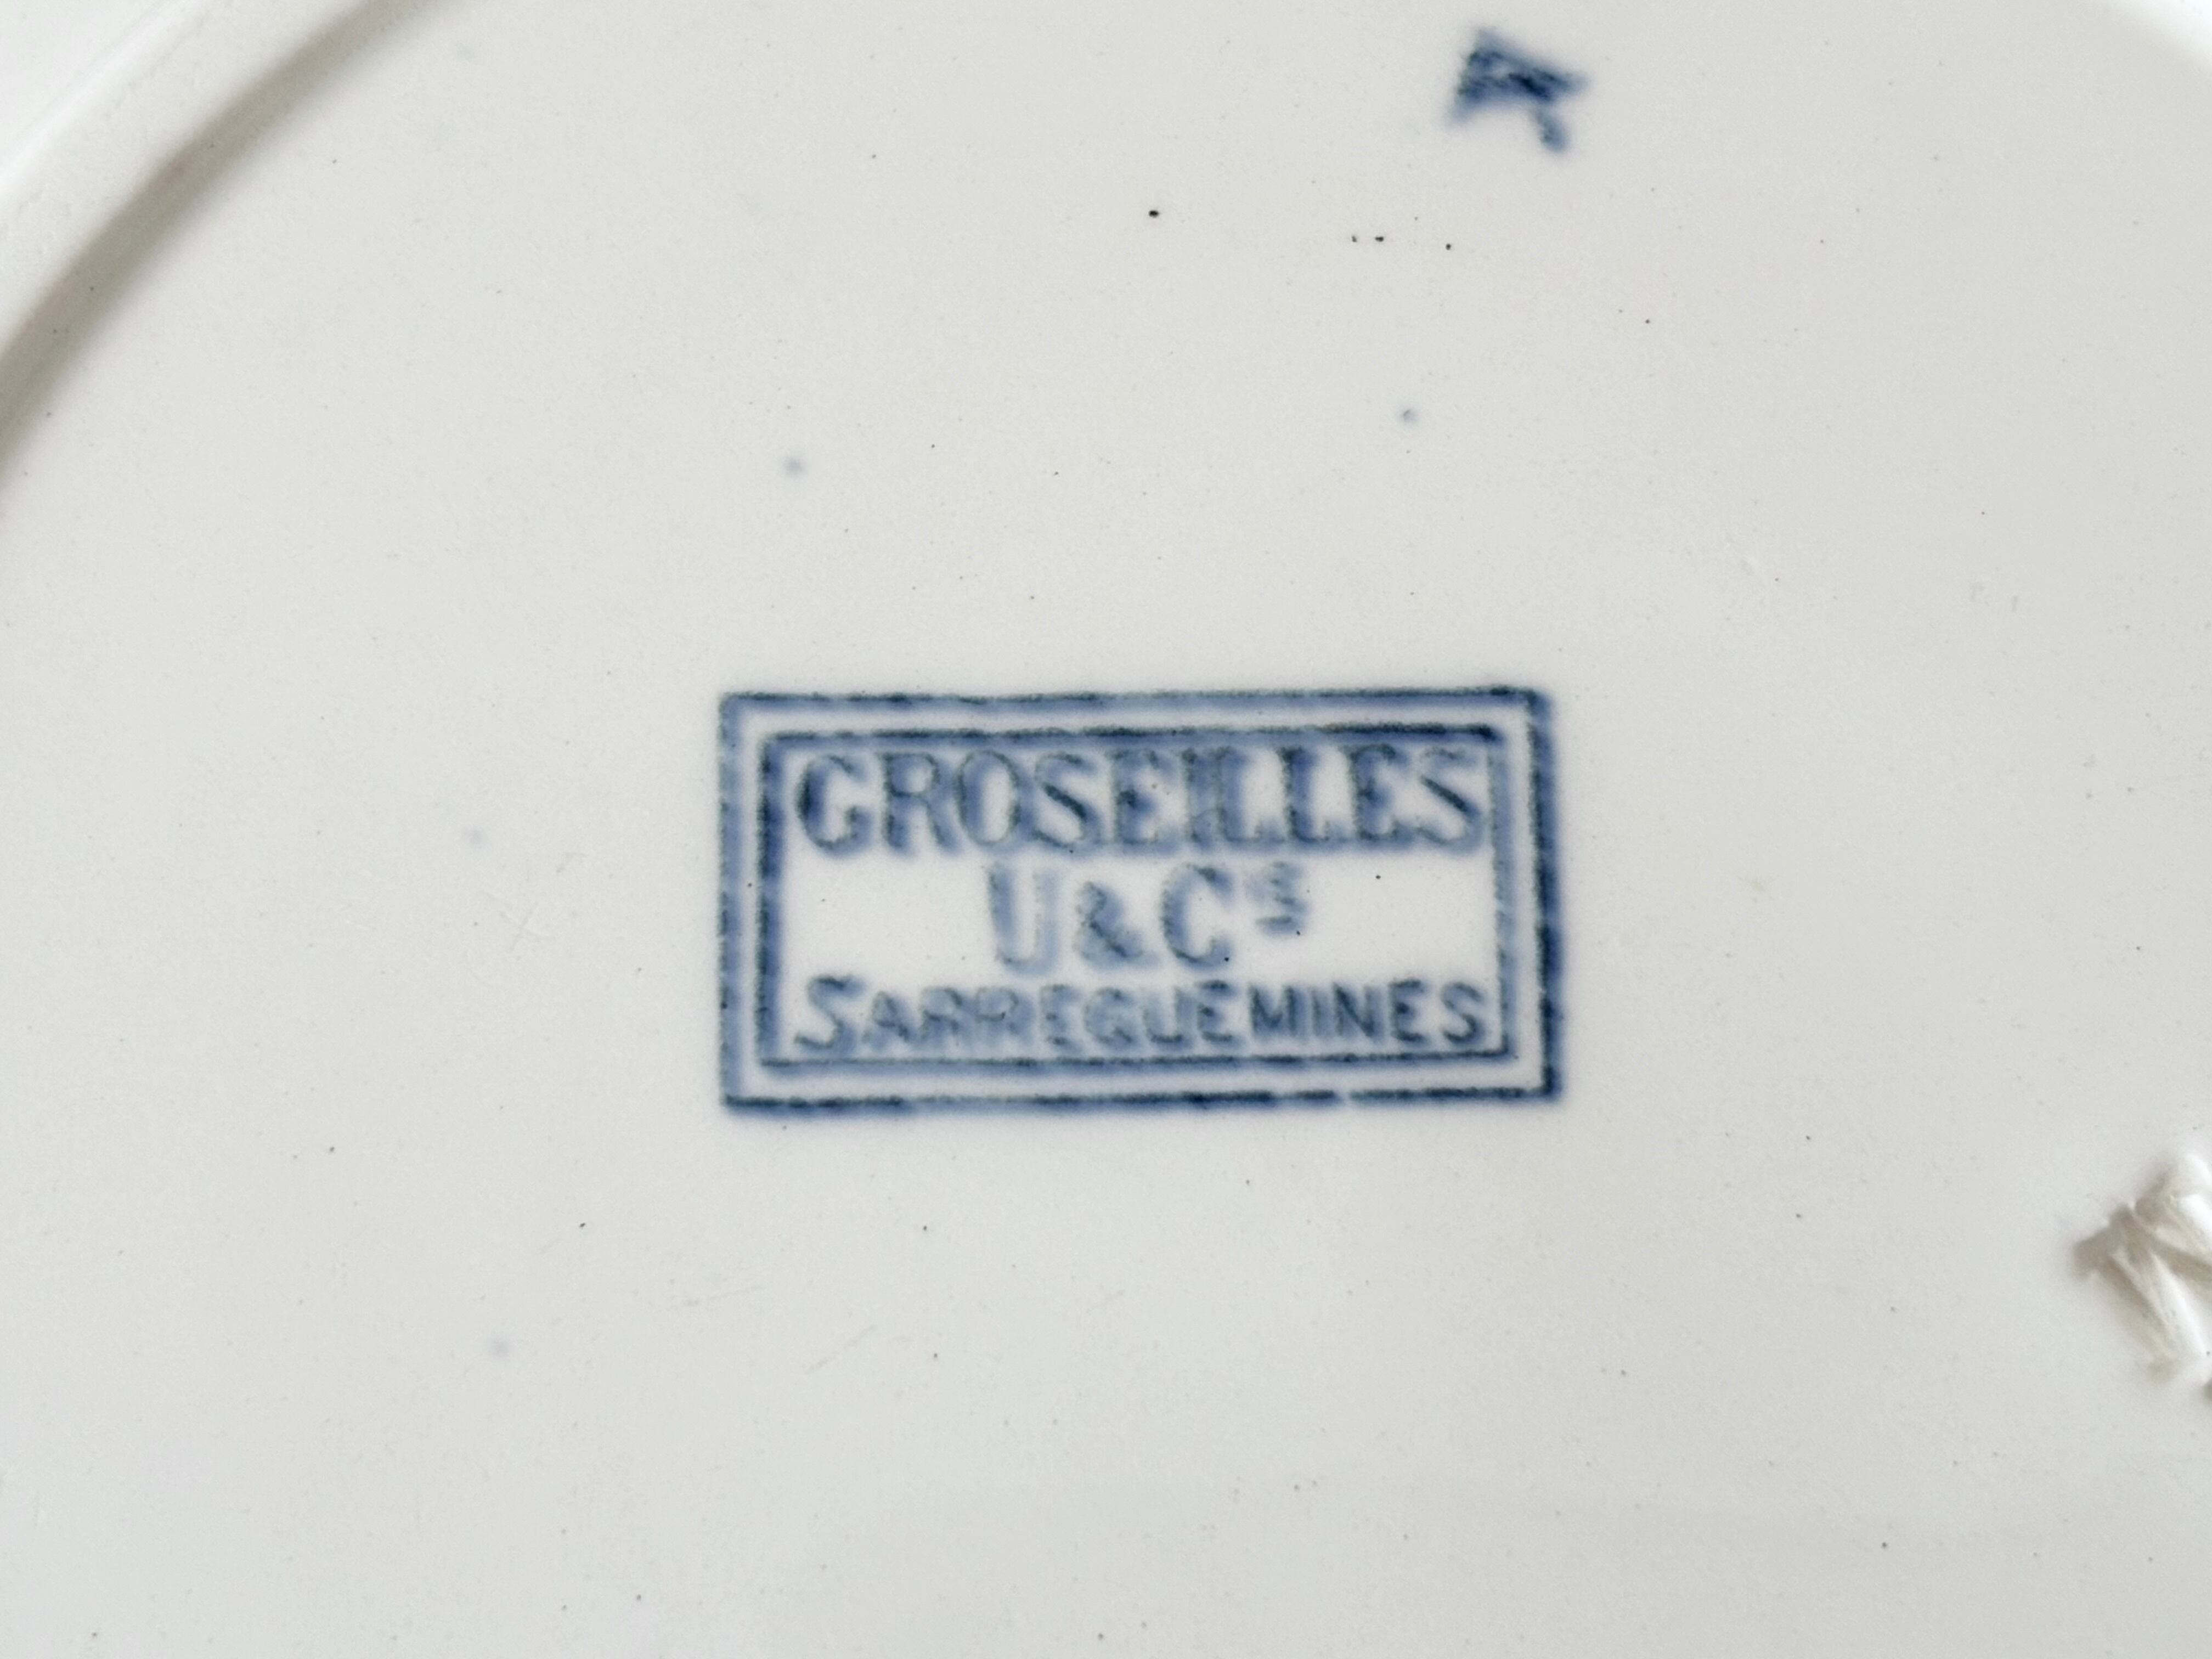 GROSEILLES
U & Cie
SARREGUEMINES